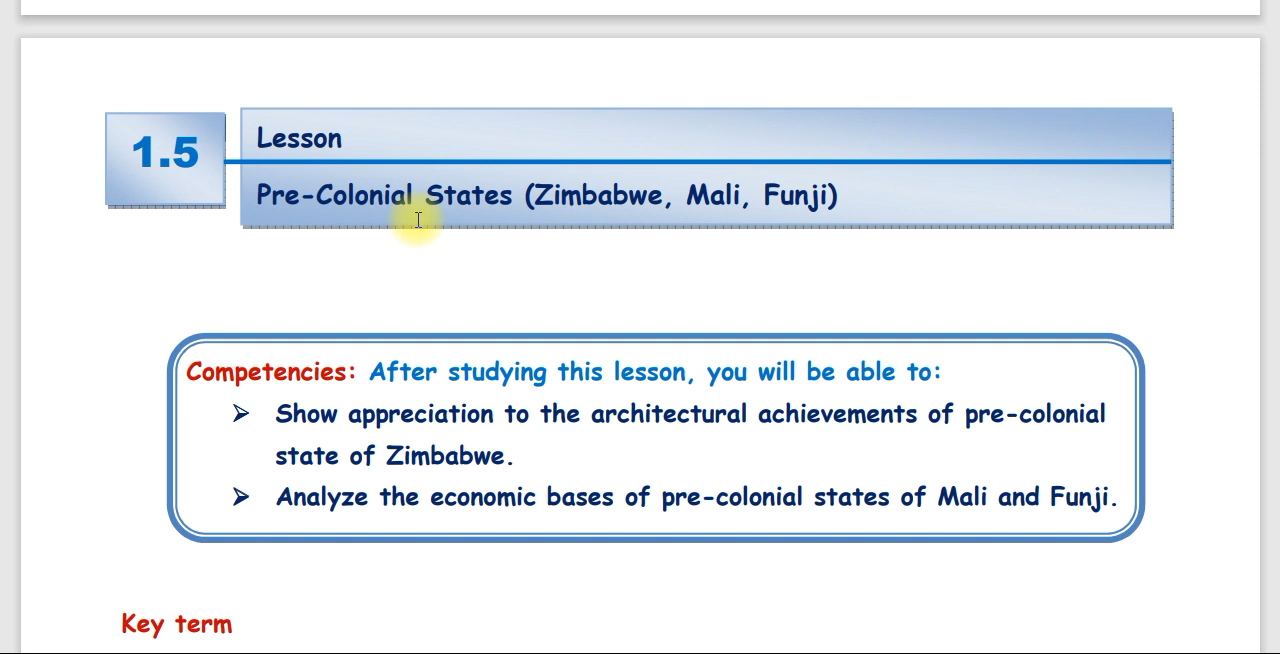 1.5
Lesson
Pre-Colonial States (Zimbabwe, Mali, Funji)
Competencies: After studying this lesson, you will be able to:
➢ Show appreciation to the architectural achievements of pre-colonial
state of Zimbabwe.
➢ Analyze the economic bases of pre-colonial states of Mali and Funji.
Key term